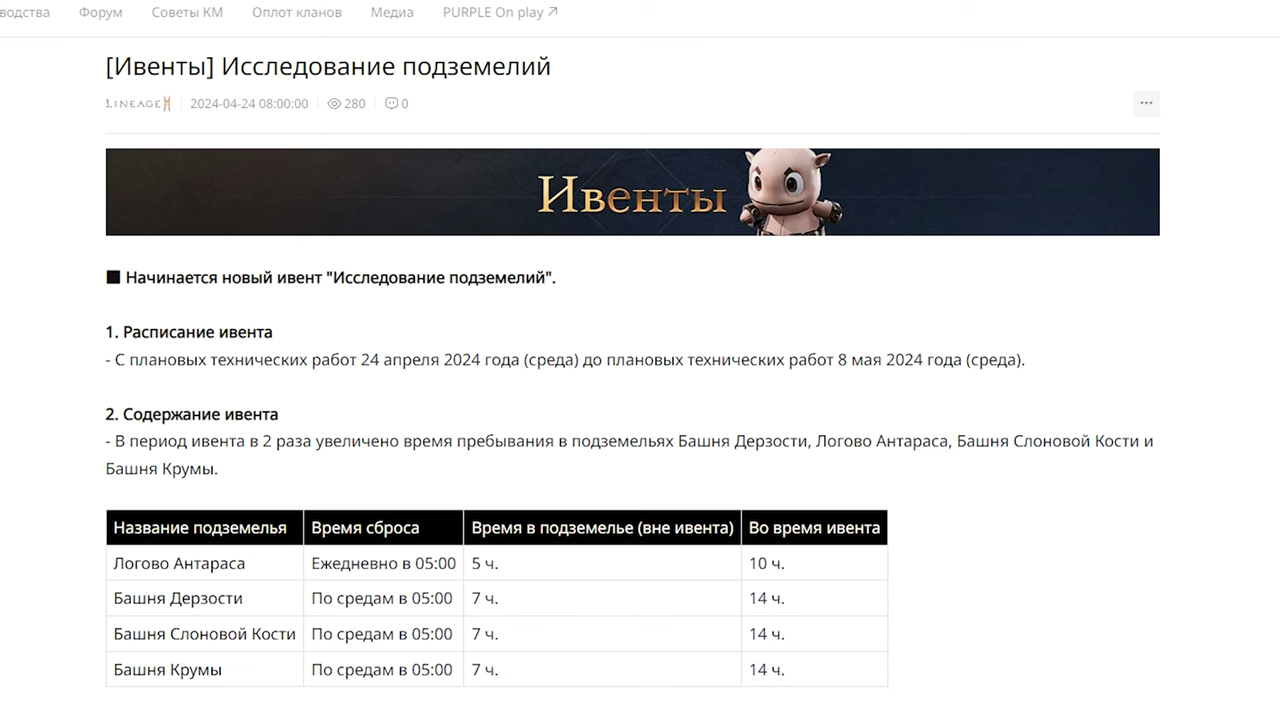 водства Форум Советы КМ Оплот кланов Медиа PURPLE On play
[Ивенты] Исследование подземелий
LINEAGE M 2024-04-24 08:00:00 280 0
Ивенты
Начинается новый ивент "Исследование подземелий".
1. Расписание ивента
- С плановых технических работ 24 апреля 2024 года (среда) до плановых технических работ 8 мая 2024 года (среда).
2. Содержание ивента
- В период ивента в 2 раза увеличено время пребывания в подземельях Башня Дерзости, Логово Антараса, Башня Слоновой Кости и
Башня Крумы.
Название подземелья Время сброса Время в подземелье (вне ивента) Во время ивента
Логово Антараса Ежедневно в 05:00 5 ч. 10 ч.
Башня Дерзости По средам в 05:00 7 ч. 14 ч.
Башня Слоновой Кости По средам в 05:00 7 ч. 14 ч.
Башня Крумы По средам в 05:00 7 ч. 14 ч.